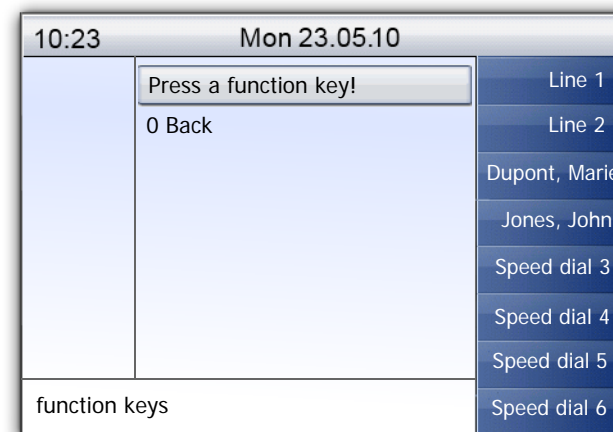 10:23 Mon 23.05.10
Press a function key!
0 Back
function keys
Line 1
Line 2
Dupont, Marie
Jones, John
Speed dial 3
Speed dial 4
Speed dial 5
Speed dial 6